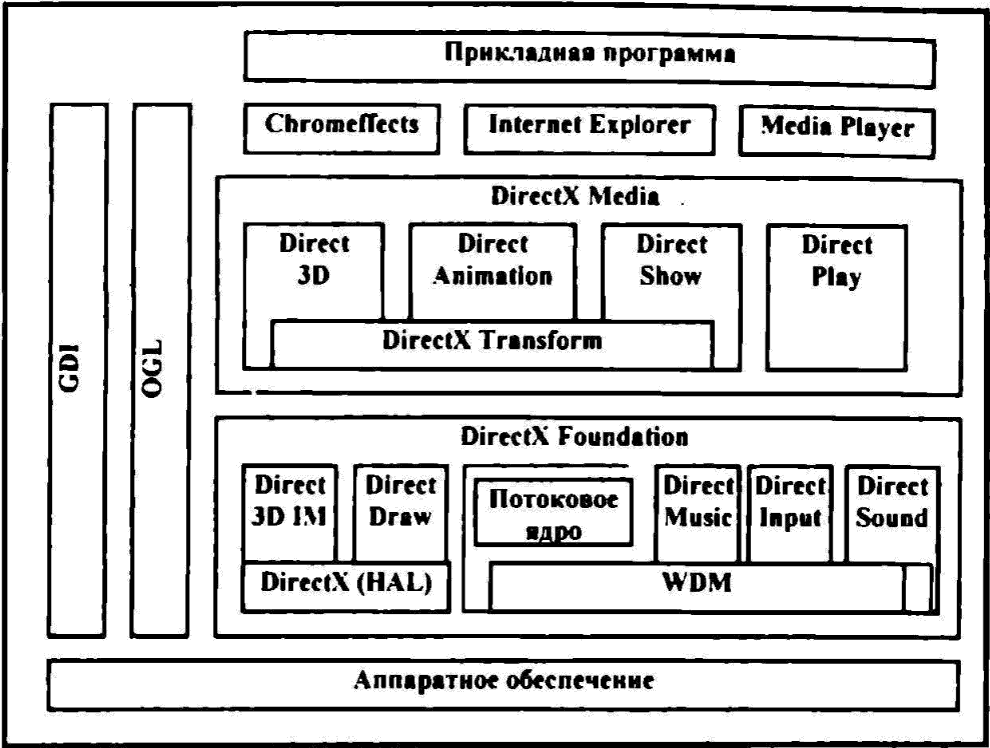 Прикладная программа
Chromeffects
Internet Explorer
Media Player
GDI
OGL
DirectX Media
Direct
3D
Direct
Animation
Direct
Show
Direct
Play
DirectX Transform
DirectX Foundation
Direct
3D IM
Direct
Draw
Потоковое
ядро
Direct
Music
Direct
Input
Direct
Sound
DirectX (HAL)
WDM
Аппаратное обеспечение